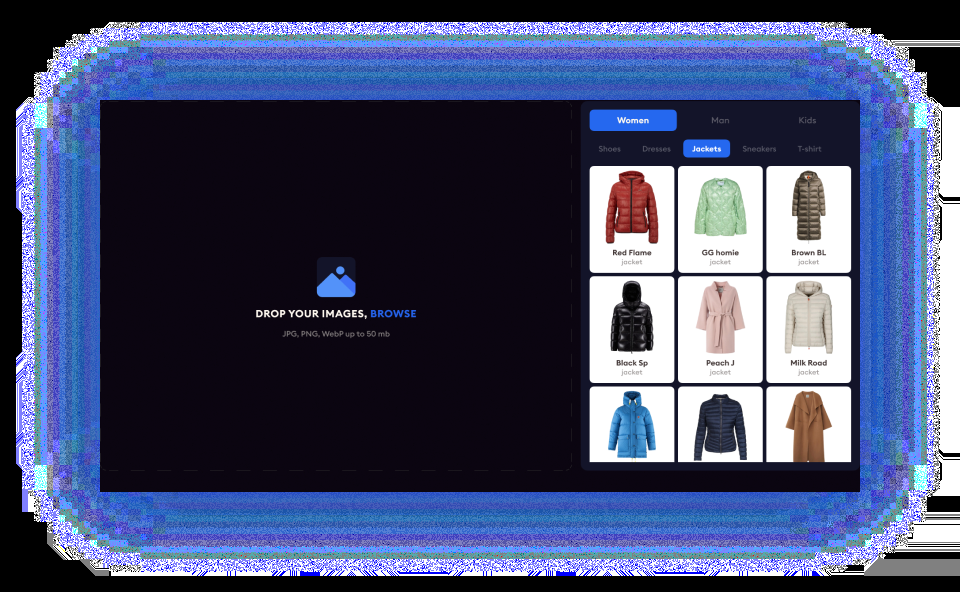 Women Man Kids
Shoes Dresses Jackets Sneakers T-shirt
DROP YOUR IMAGES, BROWSE
JPG, PNG, WebP up to 50 mb
Red Flame
jacket
GG homie
jacket
Brown BL
jacket
Black Sp
jacket
Peach J
jacket
Milk Road
jacket